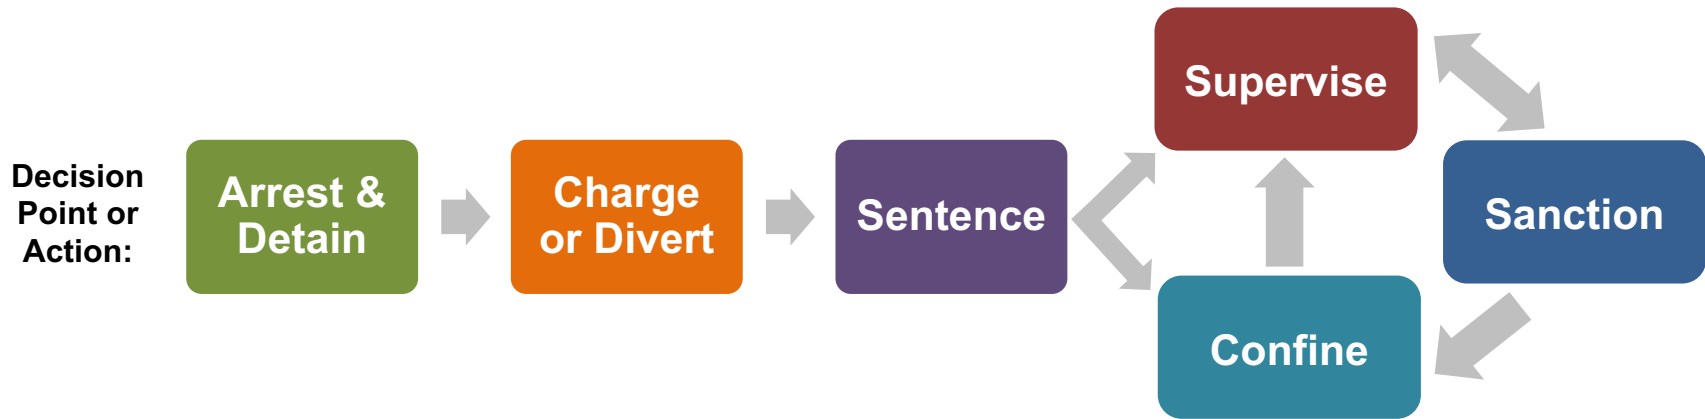 Decision
Point or
Action:
Arrest &
Detain
Charge
or Divert
Sentence
Supervise
Sanction
Confine